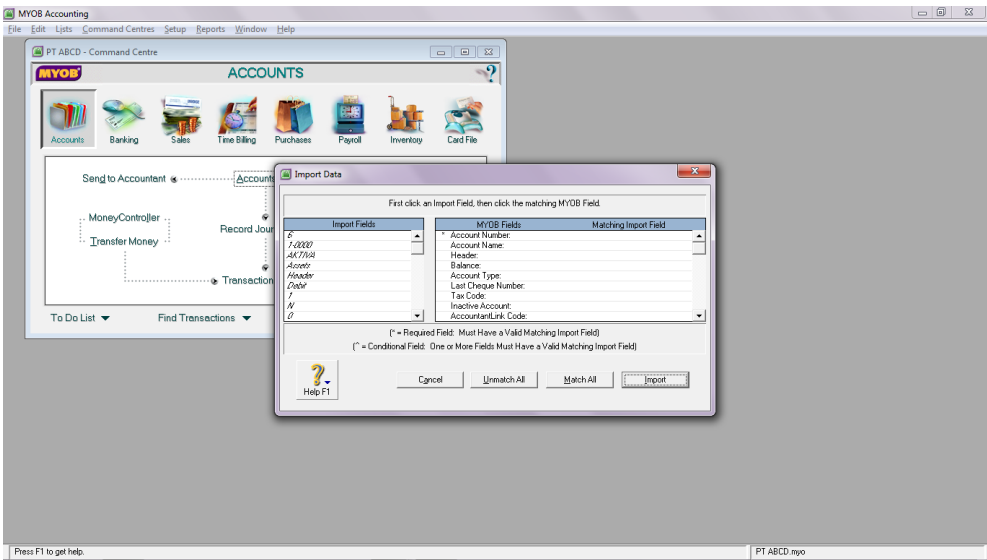 MYOB Accounting
File Edit Lists Command Centres Setup Reports Window Help
PT ABCD - Command Centre
MYOB ACCOUNTS
Accounts Banking Sales Time Billing Purchases Payroll Inventory Card File
Send to Accountant Accounts
MoneyController
Record Jour
Transfer Money
Transaction
To Do List Find Transactions
Import Data
First click an Import Field, then click the matching MYOB Field.
Import Fields MYOB Fields Matching Import Field
6 * Account Number:
1-0000 Account Name:
AKTIVA Header:
Assets Balance:
Header Account Type:
Debit Last Cheque Number:
1 Tax Code:
N Inactive Account:
0 AccountantLink Code:
(* = Required Field: Must Have a Valid Matching Import Field)
(^ = Conditional Field: One or More Fields Must Have a Valid Matching Import Field)
Help F1 Cancel Unmatch All Match All Import
Press F1 to get help. PT ABCD.myo